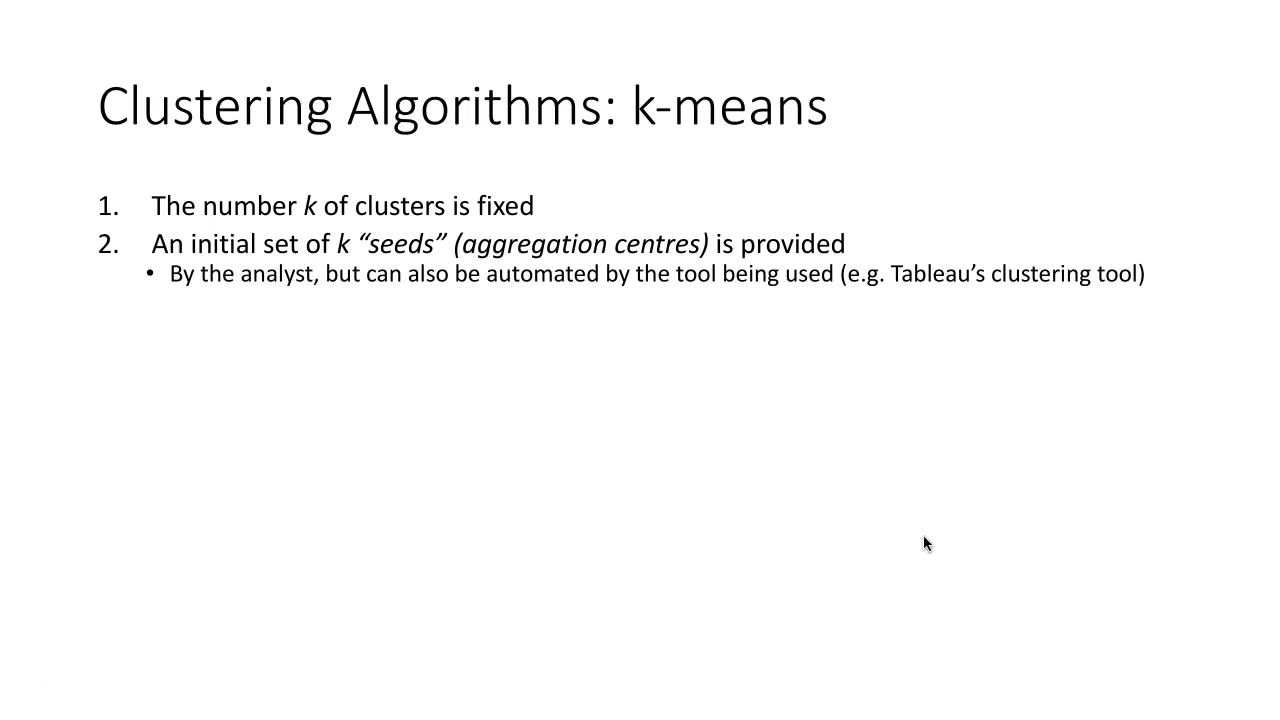 Clustering Algorithms: k-means
1. The number k of clusters is fixed
2. An initial set of k “seeds” (aggregation centres) is provided
• By the analyst, but can also be automated by the tool being used (e.g. Tableau’s clustering tool)